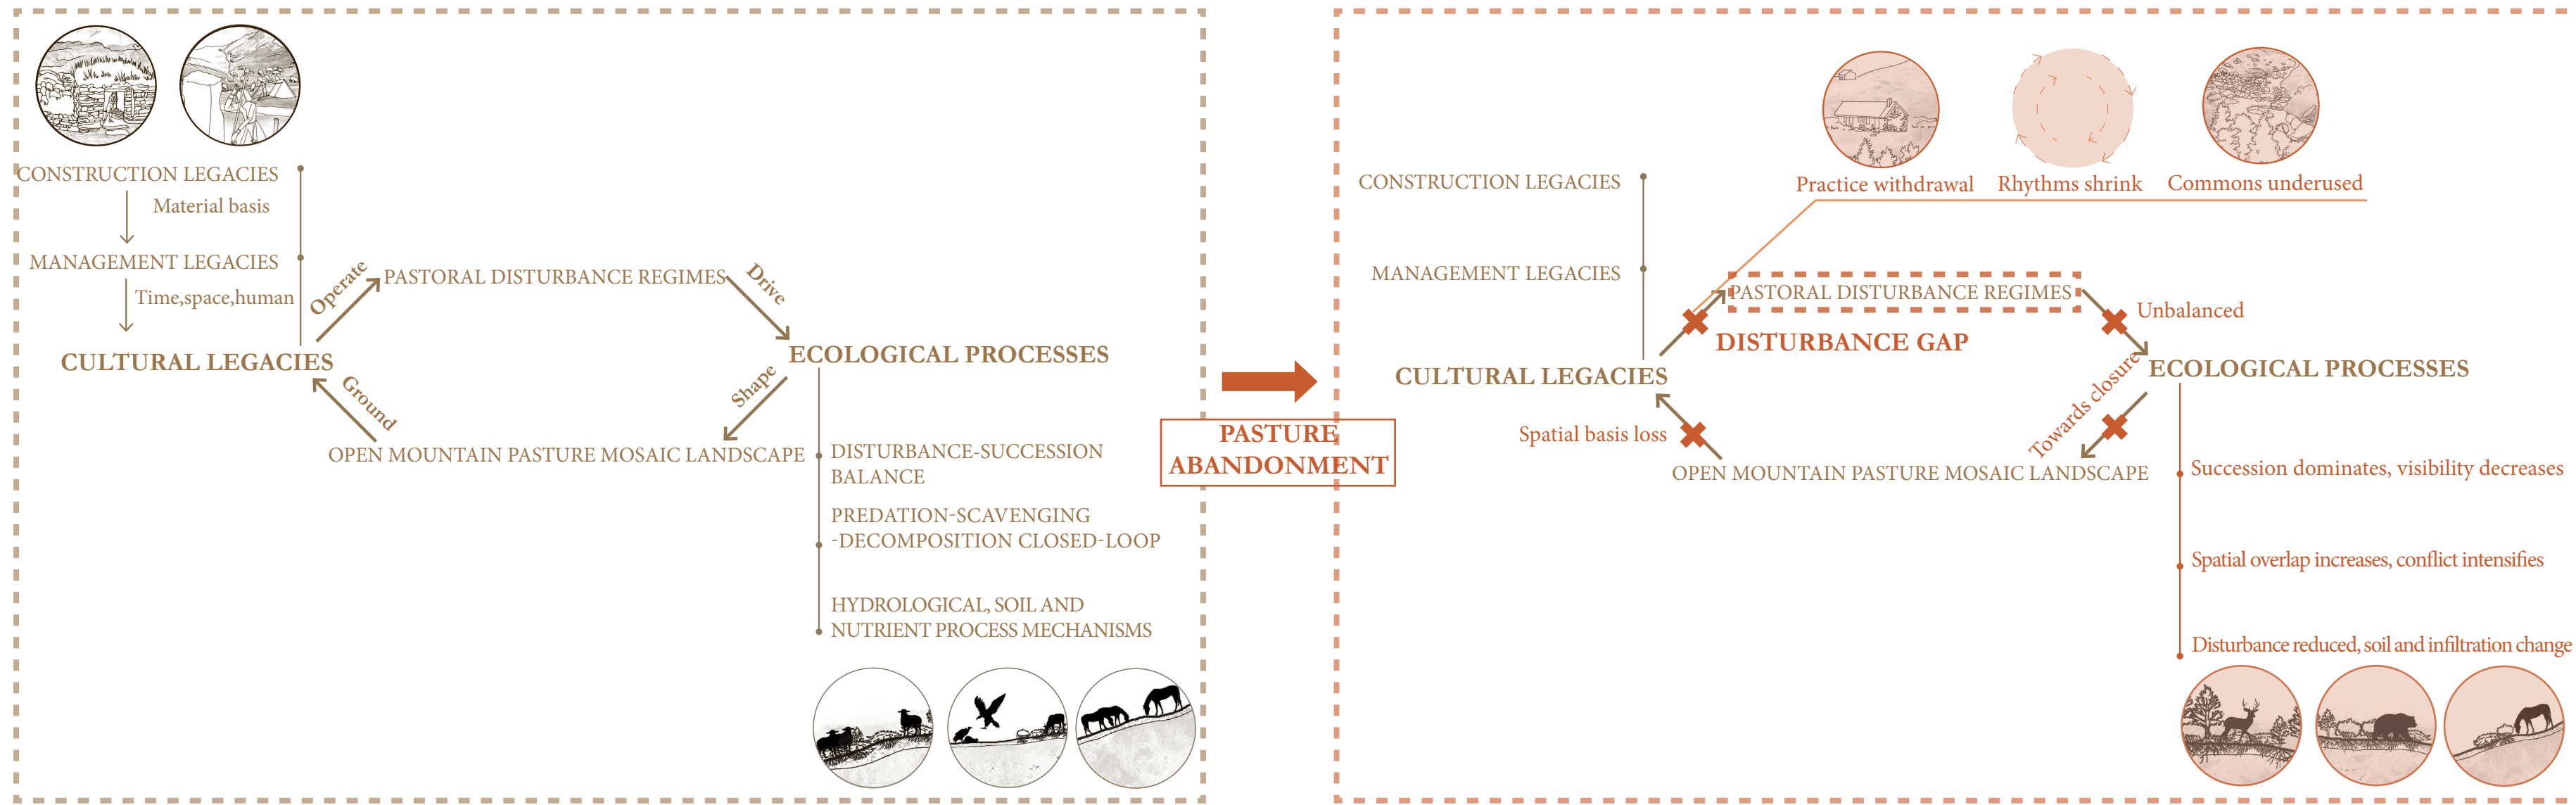 CONSTRUCTION LEGACIES
Material basis
MANAGEMENT LEGACIES
Time,space,human
CULTURAL LEGACIES
Operate
PASTORAL DISTURBANCE REGIMES
Drive
ECOLOGICAL PROCESSES
Shape
Ground
OPEN MOUNTAIN PASTURE MOSAIC LANDSCAPE
DISTURBANCE-SUCCESSION
BALANCE
PREDATION-SCAVENGING
-DECOMPOSITION CLOSED-LOOP
HYDROLOGICAL, SOIL AND
NUTRIENT PROCESS MECHANISMS
PASTURE
ABANDONMENT
Practice withdrawal
Rhythms shrink
Commons underused
CONSTRUCTION LEGACIES
MANAGEMENT LEGACIES
CULTURAL LEGACIES
PASTORAL DISTURBANCE REGIMES
DISTURBANCE GAP
Unbalanced
ECOLOGICAL PROCESSES
Towards closure
Spatial basis loss
OPEN MOUNTAIN PASTURE MOSAIC LANDSCAPE
Succession dominates, visibility decreases
Spatial overlap increases, conflict intensifies
Disturbance reduced, soil and infiltration change